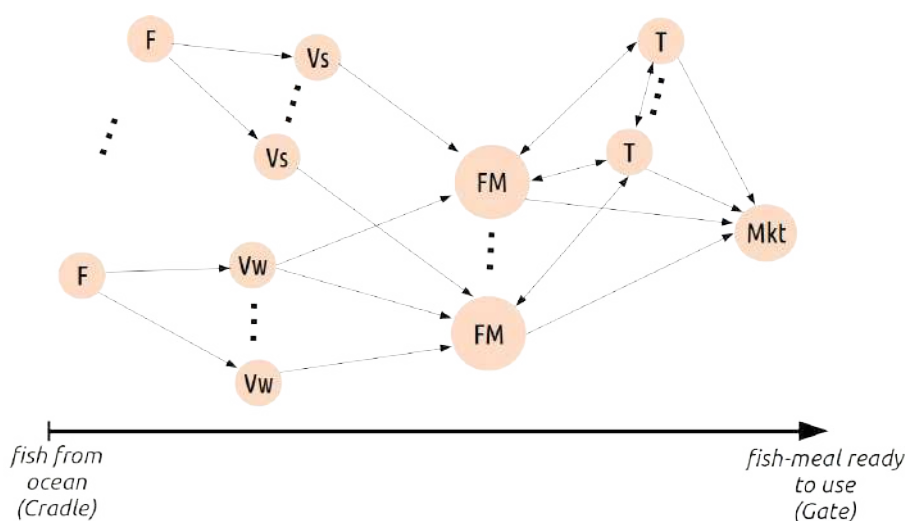 F
Vs
T
Vs
T
FM
Mkt
F
Vw
FM
Vw
fish from
ocean
(Cradle)
fish-meal ready
to use
(Gate)